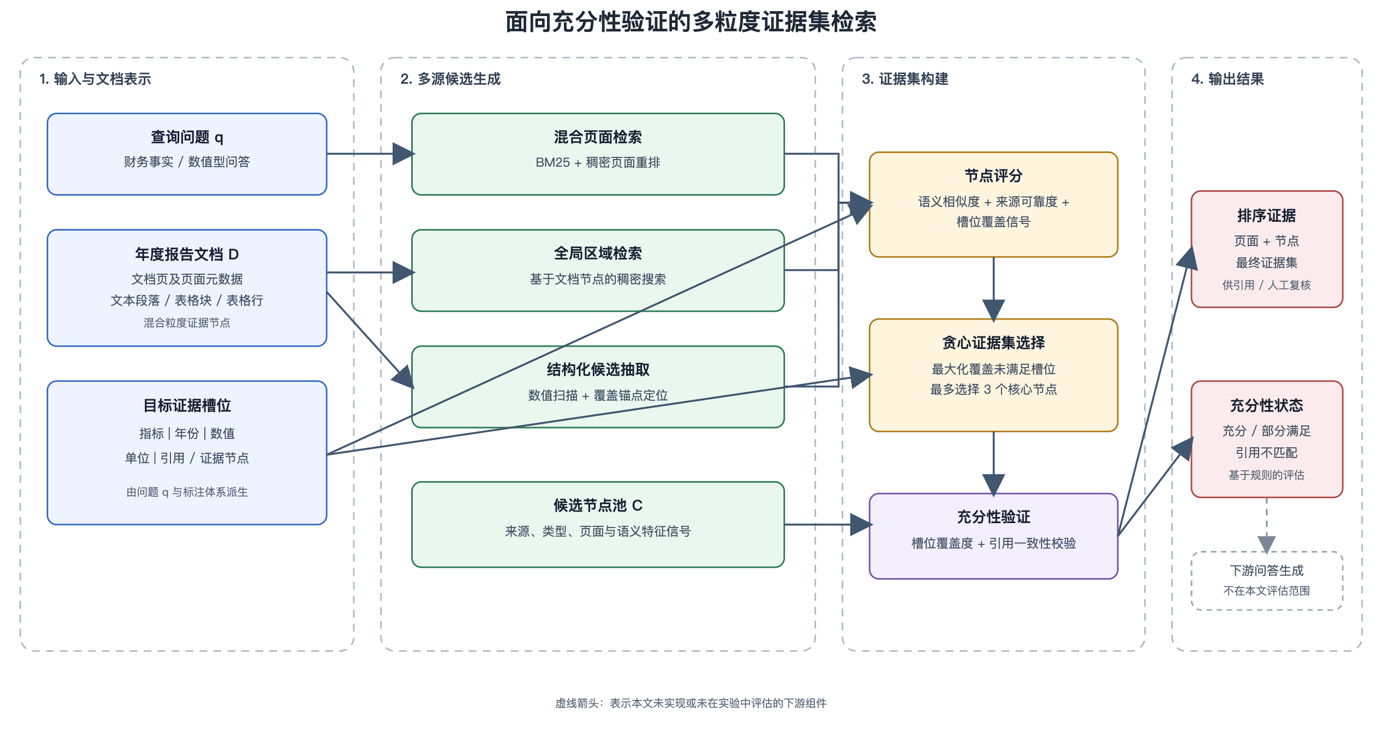 面向充分性验证的多粒度证据集检索
1. 输入与文档表示
查询问题 q
财务事实 / 数值型问答
年度报告文档 D
文档页及页面元数据
文本段落 / 表格块 / 表格行
混合粒度证据节点
目标证据槽位
指标 | 年份 | 数值
单位 | 引用 / 证据节点
由问题 q 与标注体系派生
2. 多源候选生成
混合页面检索
BM25 + 稠密页面重排
全局区域检索
基于文档节点的稠密搜索
结构化候选抽取
数值扫描 + 覆盖锚点定位
候选节点池 C
来源、类型、页面与语义特征信号
3. 证据集构建
节点评分
语义相似度 + 来源可靠度 +
槽位覆盖信号
贪心证据集选择
最大化覆盖未满足槽位
最多选择 3 个核心节点
充分性验证
槽位覆盖度 + 引用一致性校验
4. 输出结果
排序证据
页面 + 节点
最终证据集
供引用 / 人工复核
充分性状态
充分 / 部分满足
引用不匹配
基于规则的评估
下游问答生成
不在本文评估范围
虚线箭头：表示本文未实现或未在实验中评估的下游组件